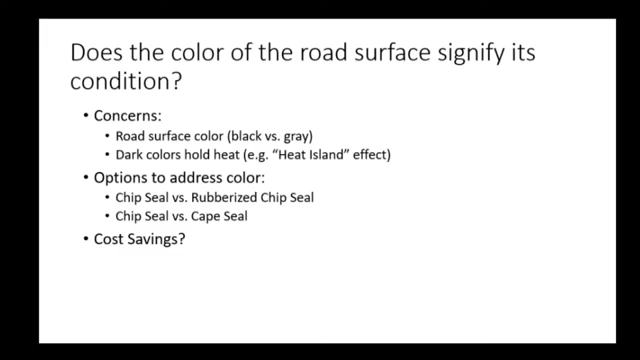 Does the color of the road surface signify its
condition?
• Concerns:
• Road surface color (black vs. gray)
• Dark colors hold heat (e.g. “Heat Island” effect)
• Options to address color:
• Chip Seal vs. Rubberized Chip Seal
• Chip Seal vs. Cape Seal
• Cost Savings?